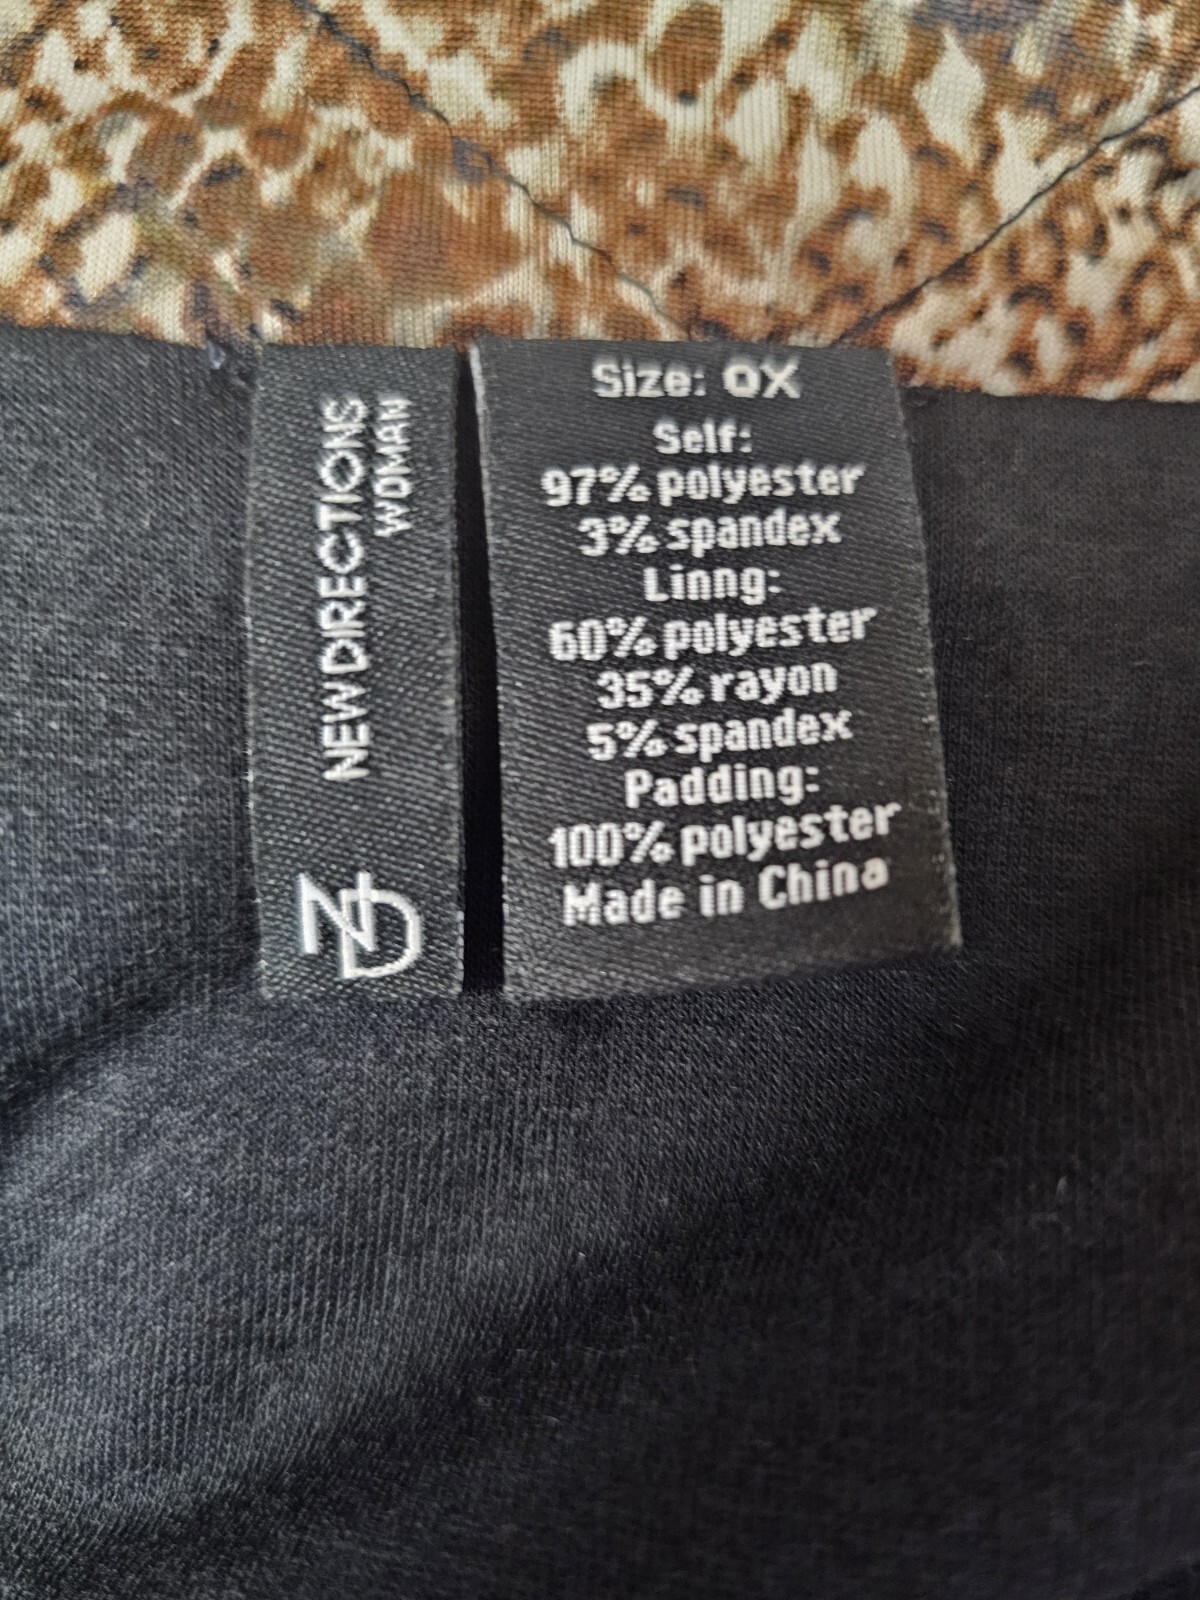 NEW DIRECTIONS
WOMAN
ND
Size: 0X
Self:
97% polyester
3% spandex
Linng:
60% polyester
35% rayon
5% spandex
Padding:
100% polyester
Made in China